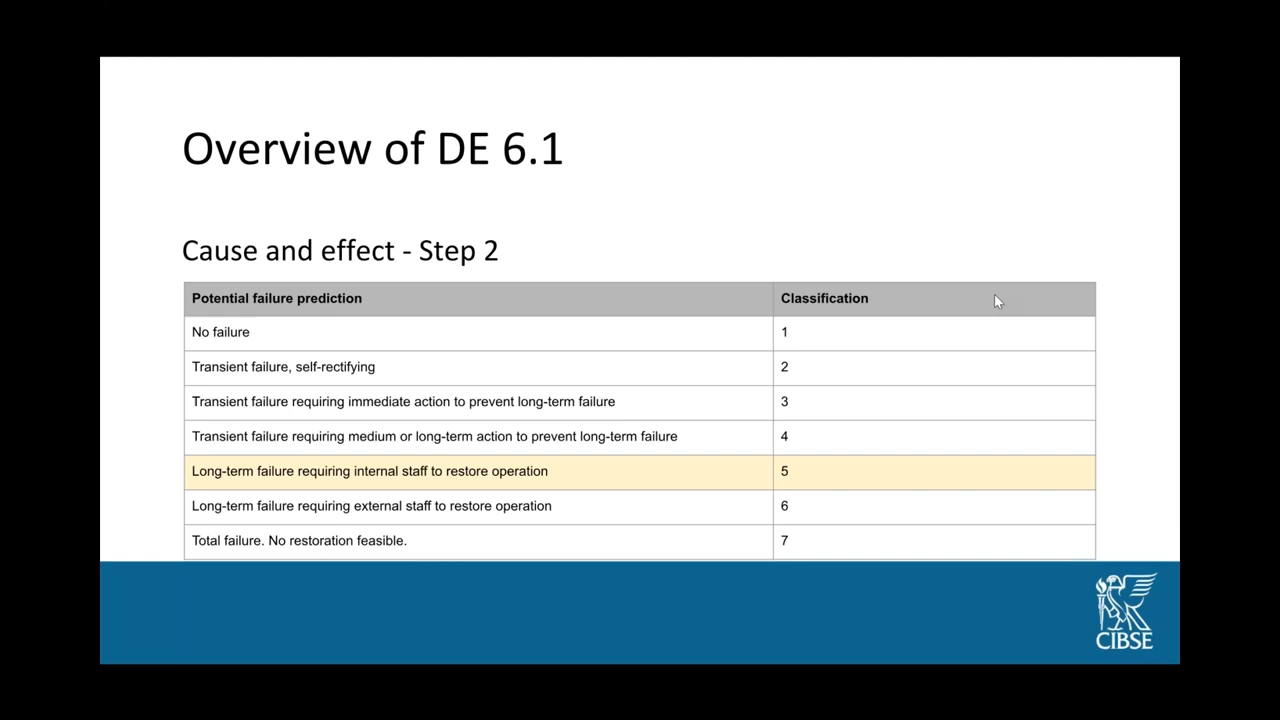 Overview of DE 6.1
Cause and effect - Step 2
Potential failure prediction Classification
No failure 1
Transient failure, self-rectifying 2
Transient failure requiring immediate action to prevent long-term failure 3
Transient failure requiring medium or long-term action to prevent long-term failure 4
Long-term failure requiring internal staff to restore operation 5
Long-term failure requiring external staff to restore operation 6
Total failure. No restoration feasible. 7
CIBSE